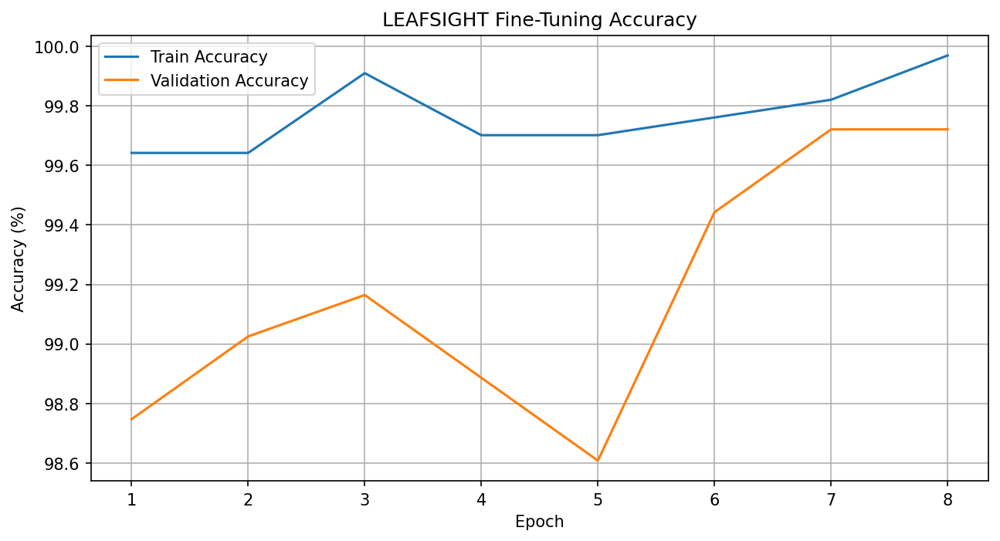 LEAFSIGHT Fine-Tuning Accuracy
Train Accuracy
Validation Accuracy
100.0
99.8
99.6
99.4
99.2
99.0
98.8
98.6
Accuracy (%)
1 2 3 4 5 6 7 8
Epoch